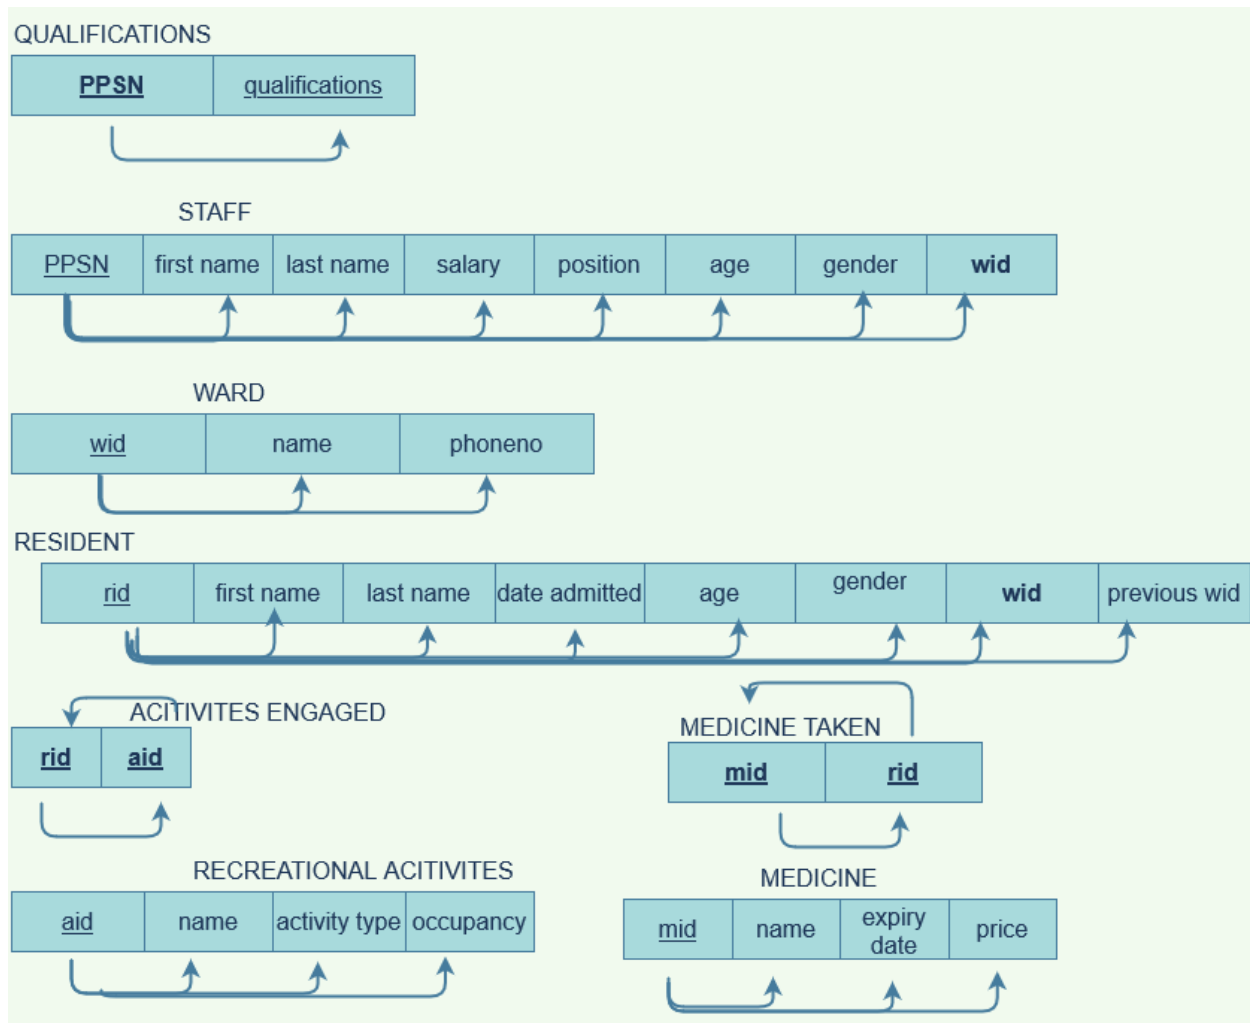 QUALIFICATIONS
PPSN qualifications
STAFF
PPSN first name last name salary position age gender wid
WARD
wid name phoneno
RESIDENT
rid first name last name date admitted age gender wid previous wid
ACITIVITES ENGAGED
rid aid
MEDICINE TAKEN
mid rid
RECREATIONAL ACITIVITES
aid name activity type occupancy
MEDICINE
mid name expiry date price